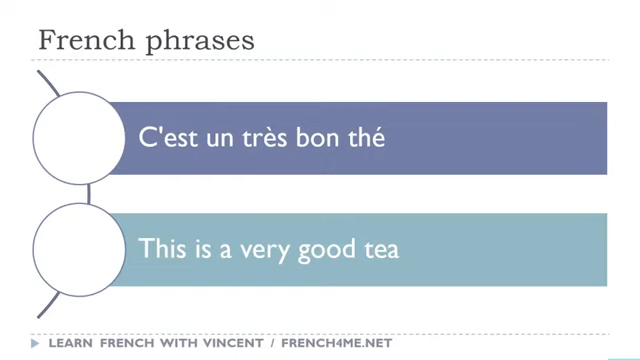 French phrases
C'est un très bon thé
This is a very good tea
LEARN FRENCH WITH VINCENT / FRENCH4ME.NET